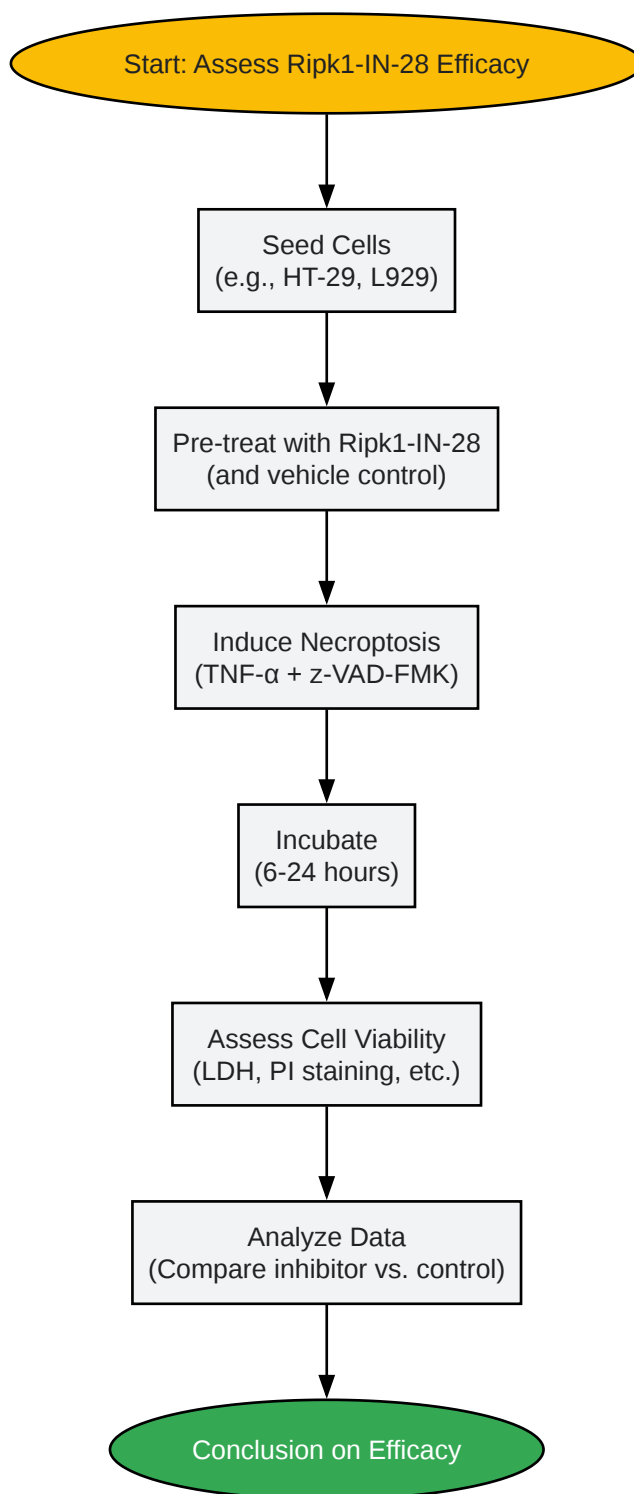 Start: Assess Ripk1-IN-28 Efficacy
Seed Cells
(e.g., HT-29, L929)
Pre-treat with Ripk1-IN-28
(and vehicle control)
Induce Necroptosis
(TNF-α + z-VAD-FMK)
Incubate
(6-24 hours)
Assess Cell Viability
(LDH, PI staining, etc.)
Analyze Data
(Compare inhibitor vs. control)
Conclusion on Efficacy